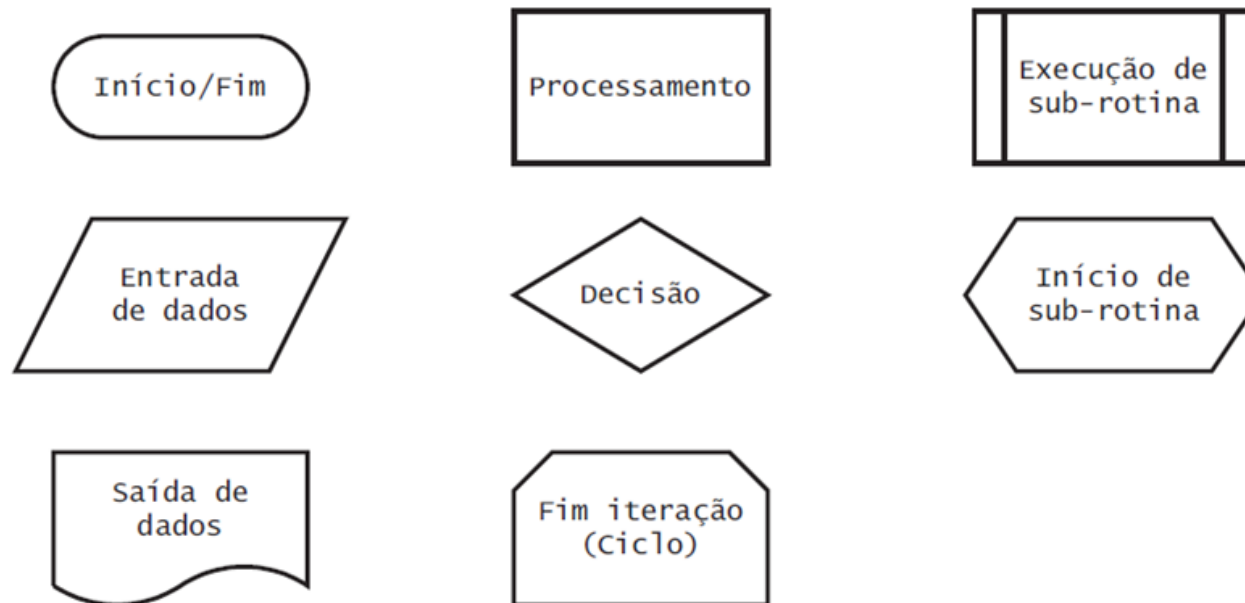 Início/Fim
Processamento
Execução de
sub-rotina
Entrada
de dados
Decisão
Início de
sub-rotina
Saída de
dados
Fim iteração
(Ciclo)